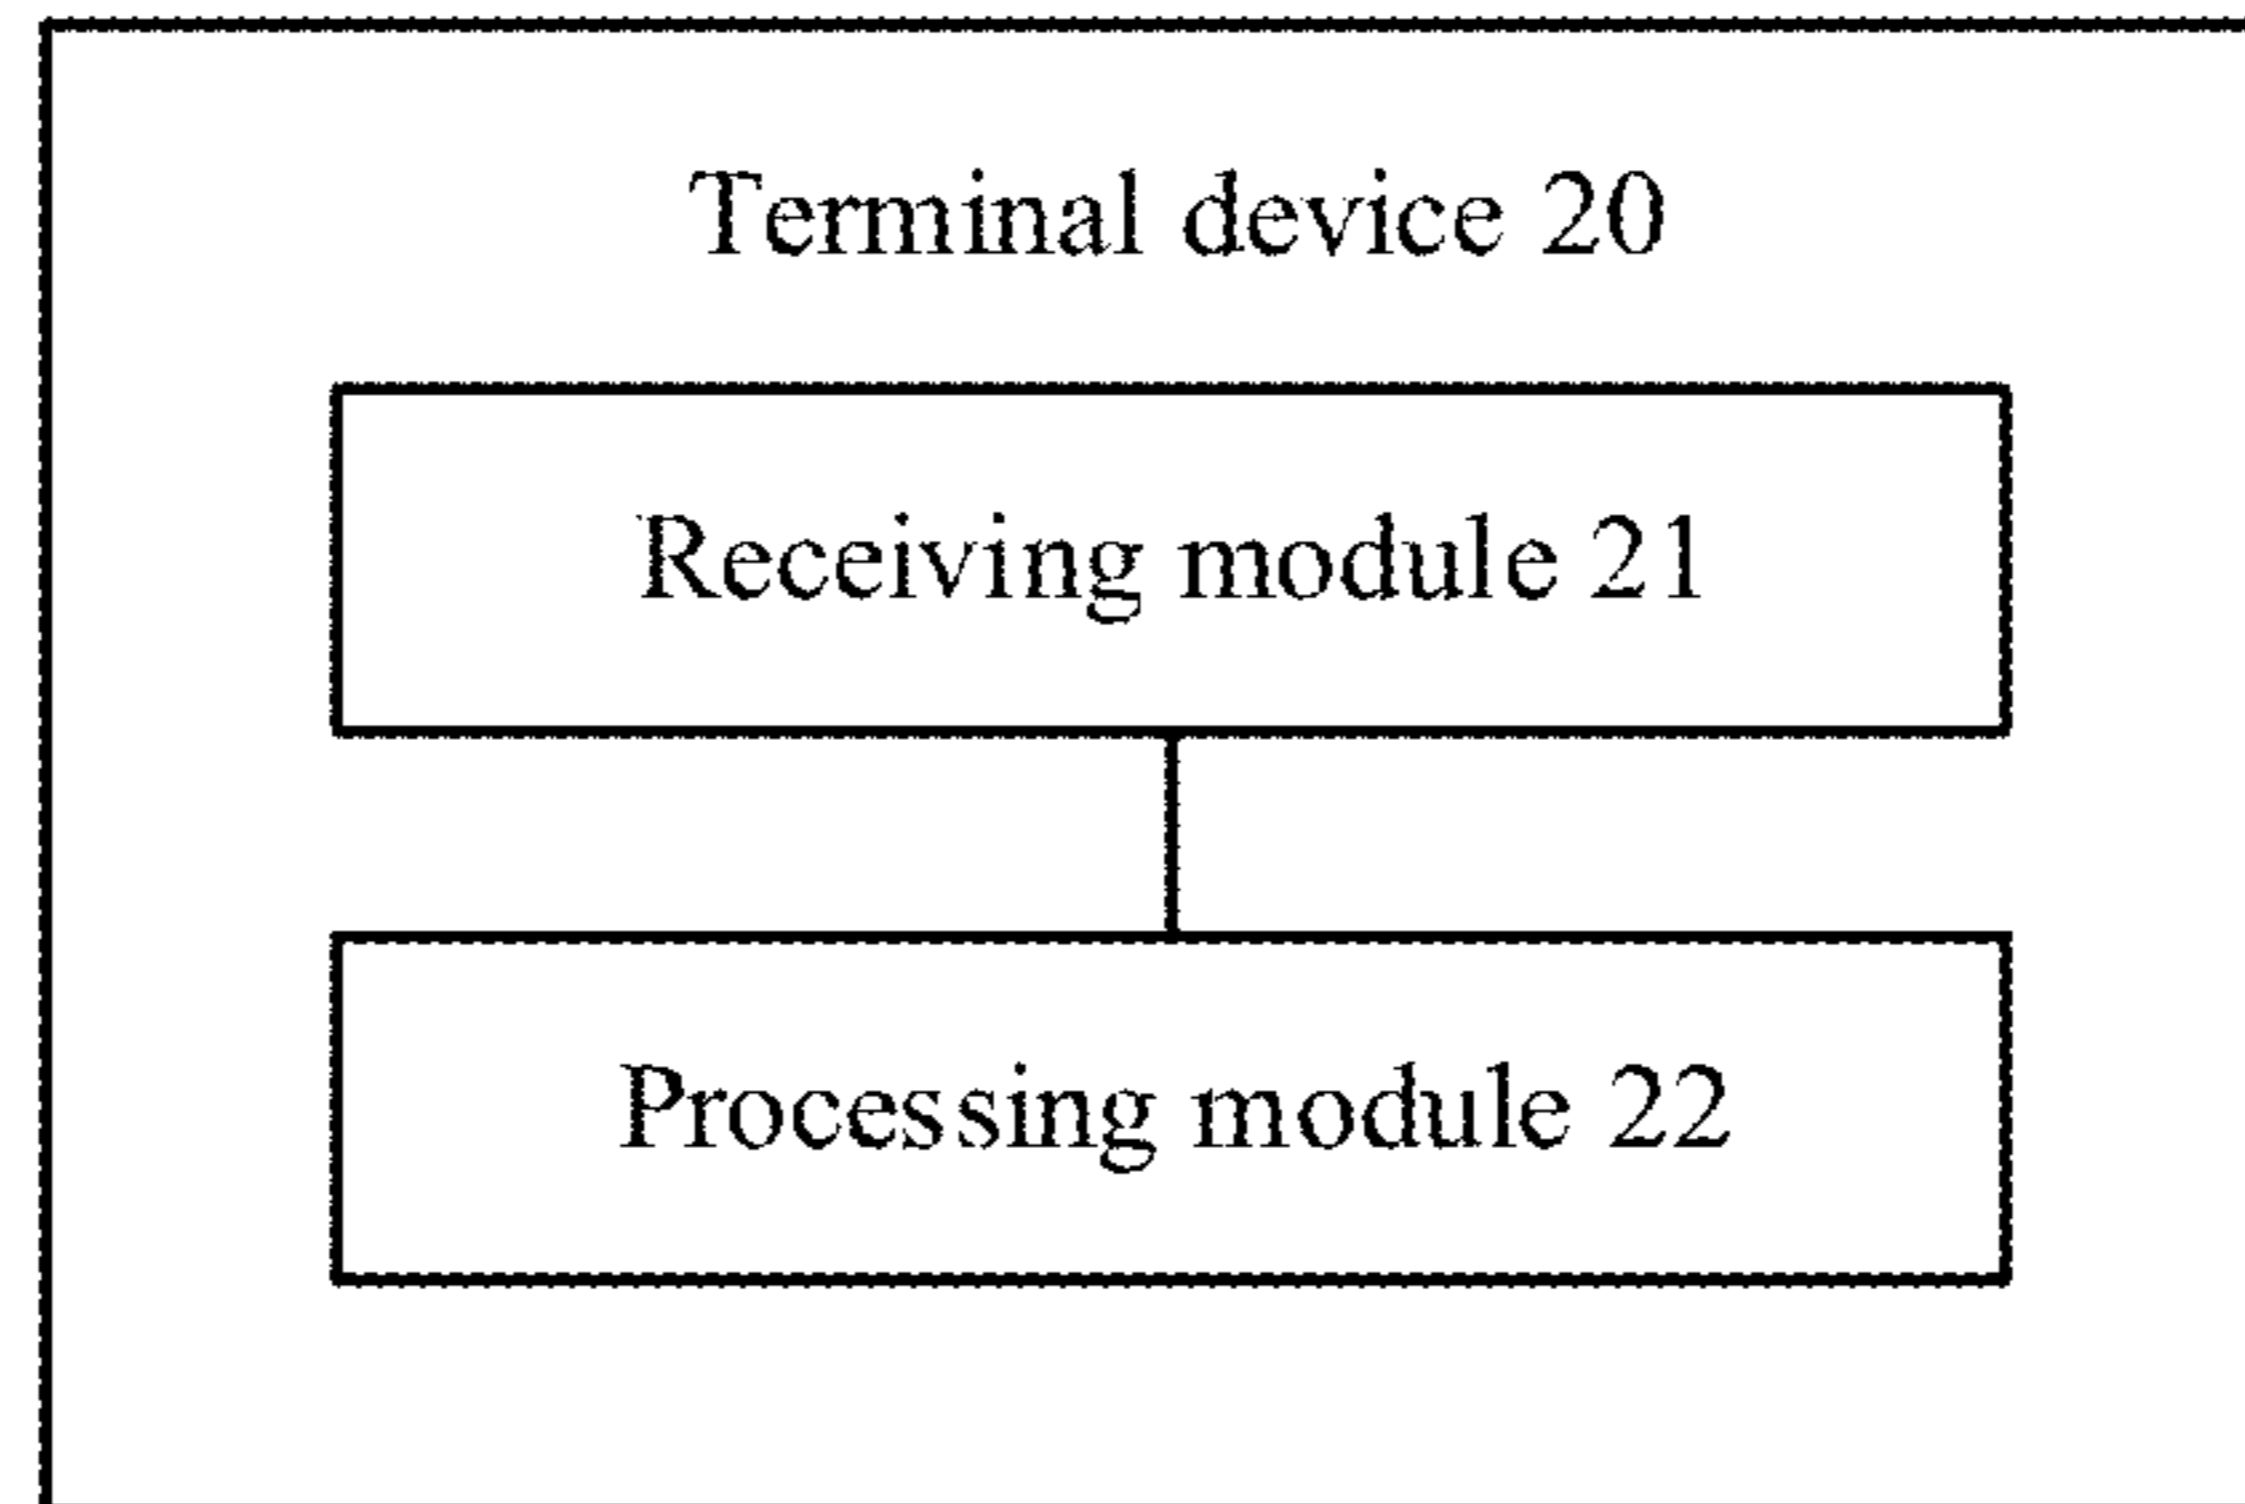 Terminal device 20
Receiving module 21
Processing module 22